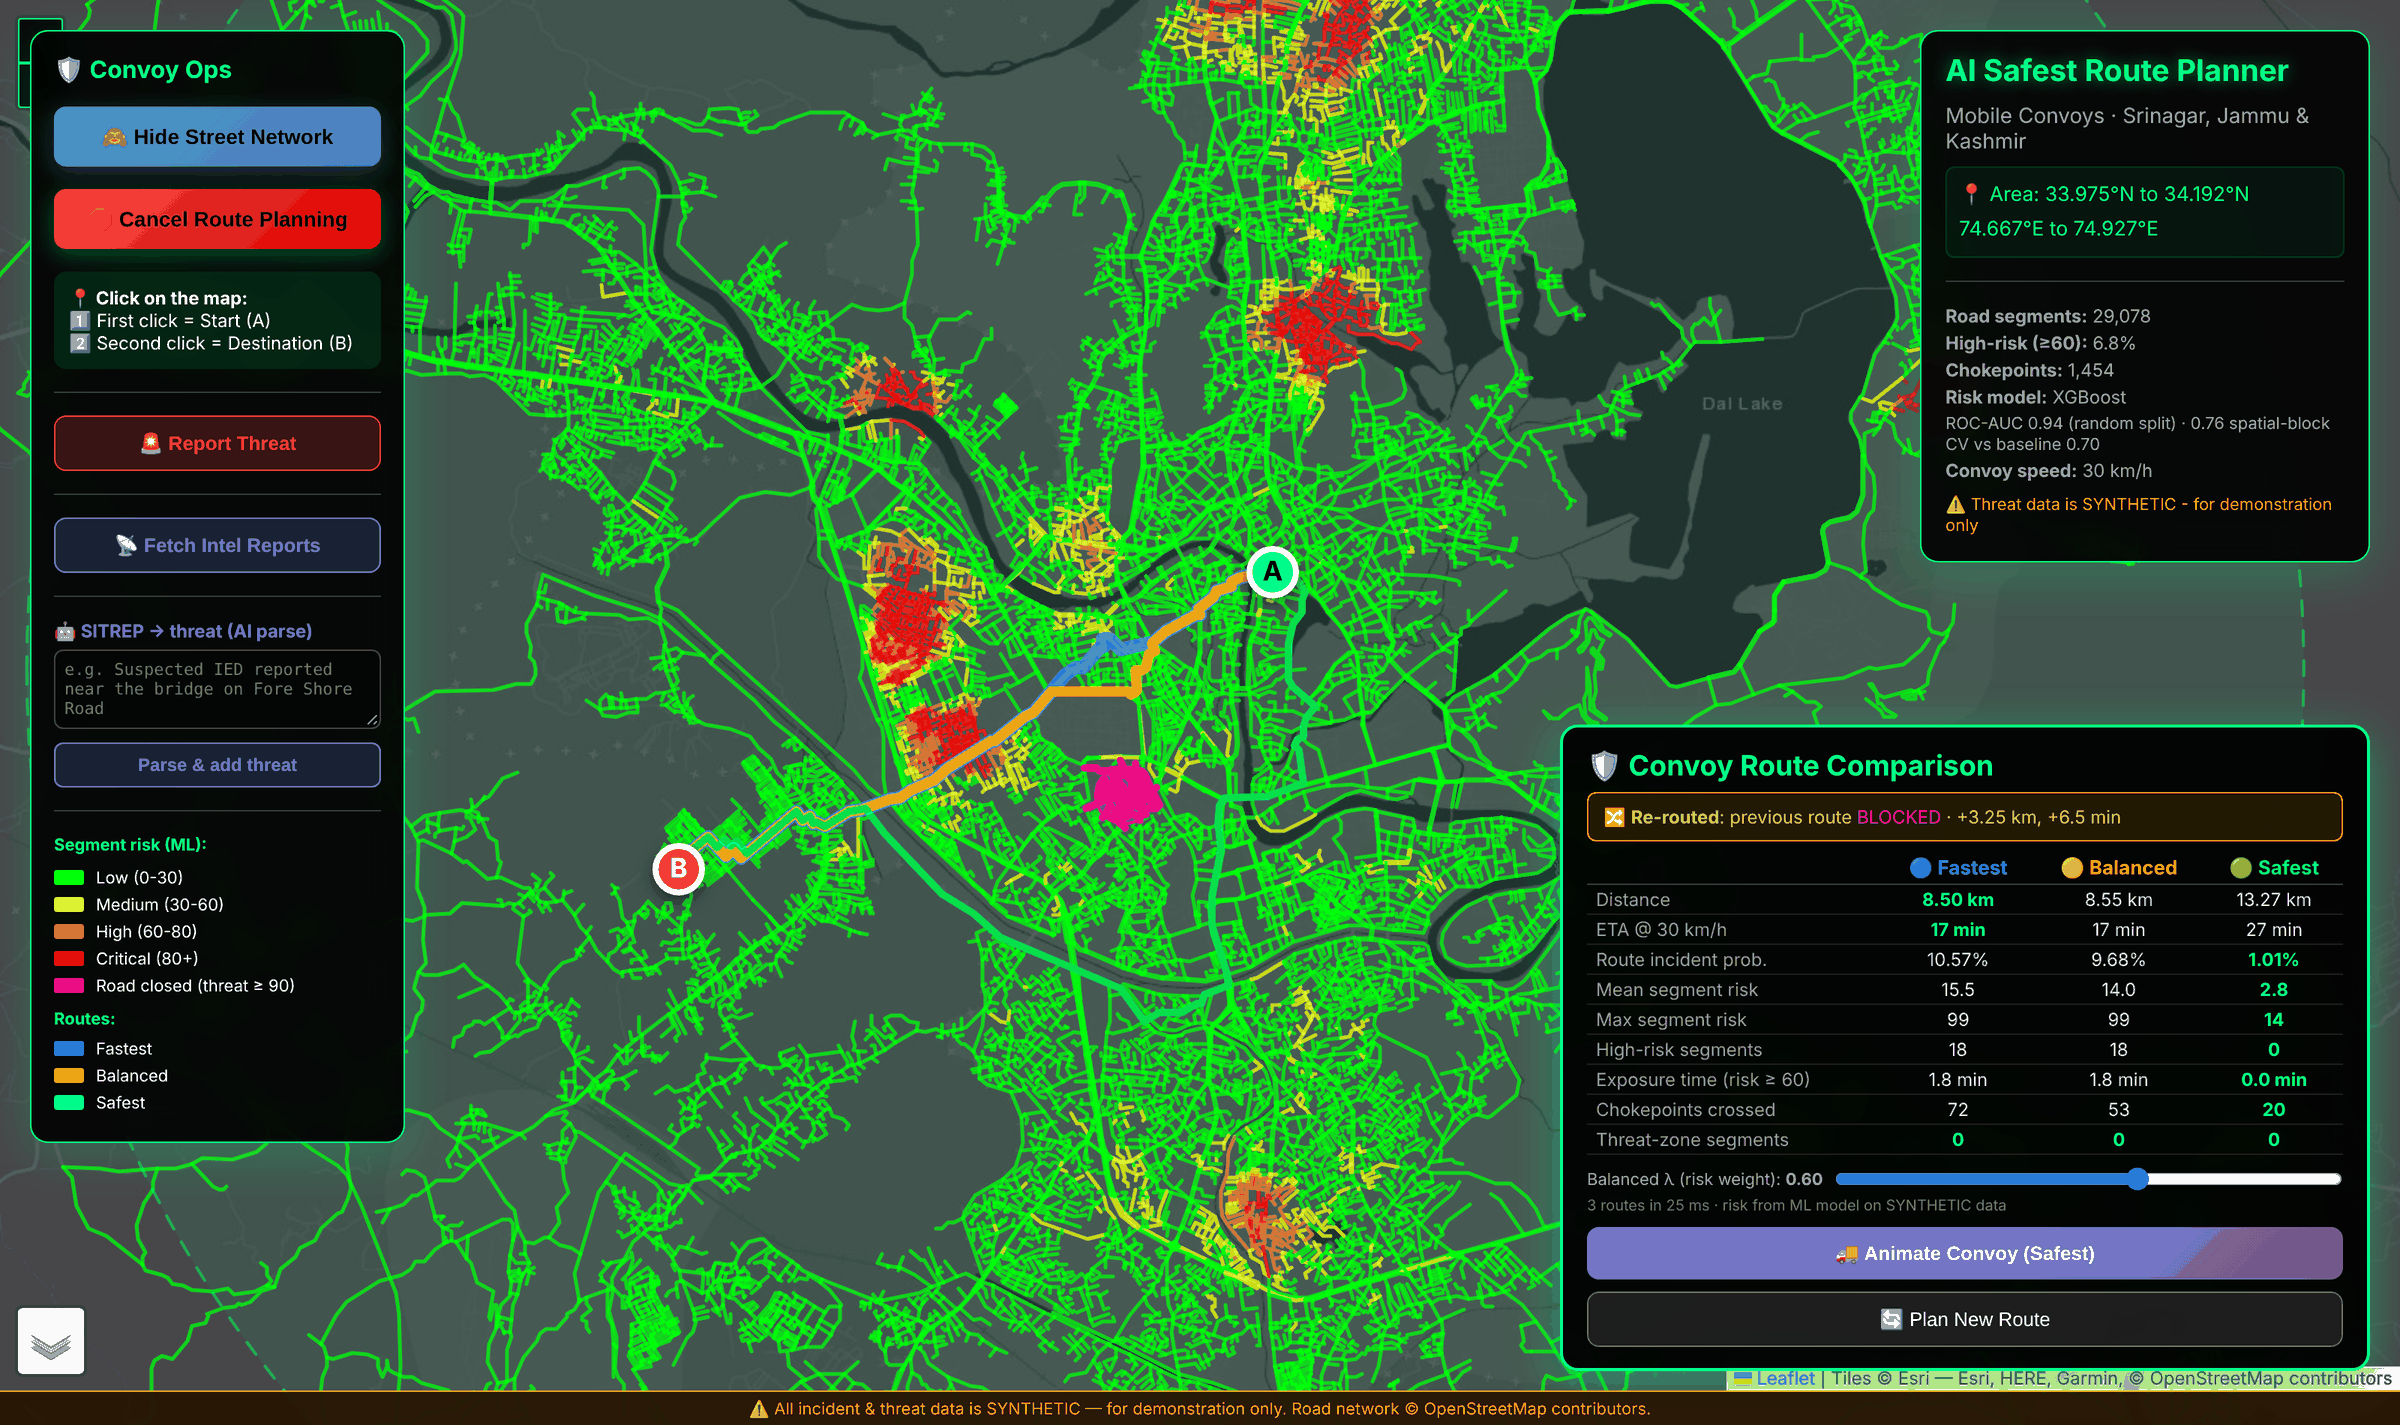 Convoy Ops
Hide Street Network
Cancel Route Planning
Click on the map:
1 First click = Start (A)
2 Second click = Destination (B)
Report Threat
Fetch Intel Reports
SITREP → threat (AI parse)
e.g. Suspected IED reported
near the bridge on Fore Shore
Road
Parse & add threat
Segment risk (ML):
Low (0-30)
Medium (30-60)
High (60-80)
Critical (80+)
Road closed (threat ≥ 90)
Routes:
Fastest
Balanced
Safest
Dal Lake
A
B
AI Safest Route Planner
Mobile Convoys · Srinagar, Jammu &
Kashmir
Area: 33.975°N to 34.192°N
74.667°E to 74.927°E
Road segments: 29,078
High-risk (≥60): 6.8%
Chokepoints: 1,454
Risk model: XGBoost
ROC-AUC 0.94 (random split) · 0.76 spatial-block
CV vs baseline 0.70
Convoy speed: 30 km/h
⚠️ Threat data is SYNTHETIC - for demonstration
only
Convoy Route Comparison
Re-routed: previous route BLOCKED · +3.25 km, +6.5 min
Fastest Balanced Safest
Distance 8.50 km 8.55 km 13.27 km
ETA @ 30 km/h 17 min 17 min 27 min
Route incident prob. 10.57% 9.68% 1.01%
Mean segment risk 15.5 14.0 2.8
Max segment risk 99 99 14
High-risk segments 18 18 0
Exposure time (risk ≥ 60) 1.8 min 1.8 min 0.0 min
Chokepoints crossed 72 53 20
Threat-zone segments 0 0 0
Balanced λ (risk weight): 0.60
3 routes in 25 ms · risk from ML model on SYNTHETIC data
Animate Convoy (Safest)
Plan New Route
Leaflet | Tiles © Esri — Esri, HERE, Garmin, © OpenStreetMap contributors
⚠️ All incident & threat data is SYNTHETIC — for demonstration only. Road network © OpenStreetMap contributors.